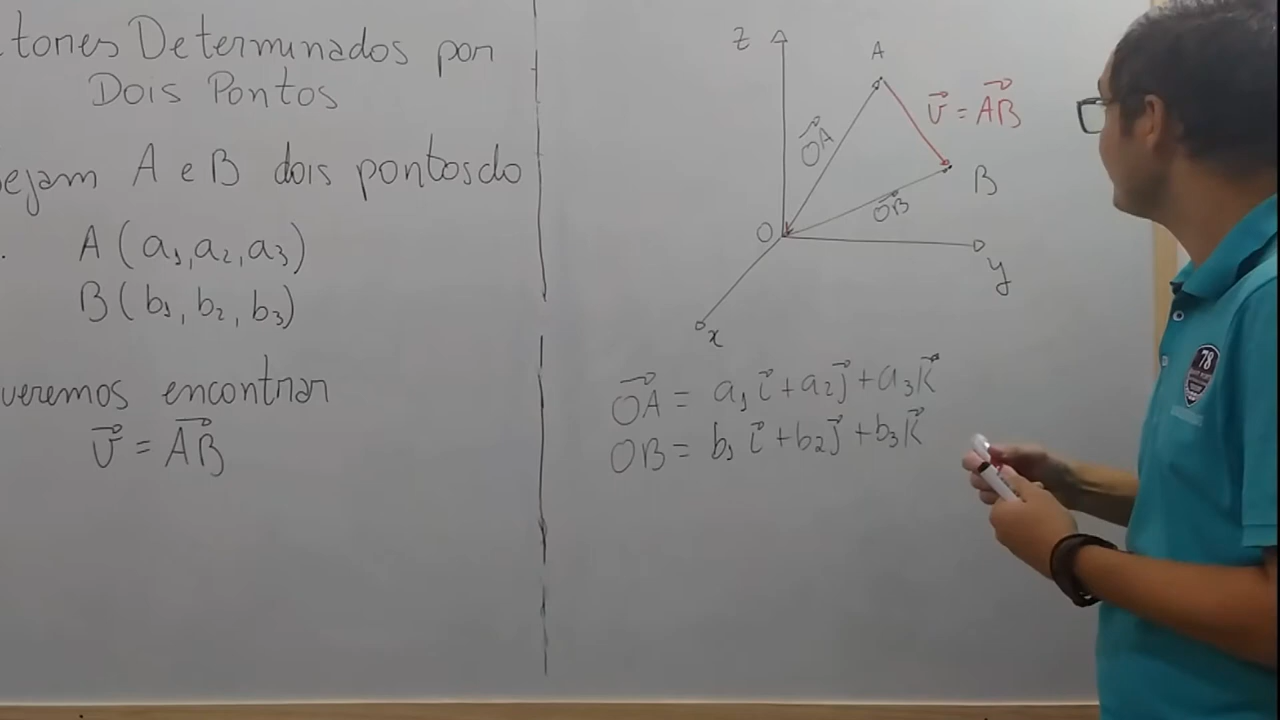 tores Determinados por
Dois Pontos
ejam A e B dois pontos do
. A (a₁, a₂, a₃)
B (b₁, b₂, b₃)
ueremos encontrar
v⃗ = AB⃗
z
A
v⃗ = AB⃗
OA⃗
B
OB⃗
O
y
x
OA⃗ = a₁ i⃗ + a₂ j⃗ + a₃ k⃗
OB = b₁ i⃗ + b₂ j⃗ + b₃ k⃗
78